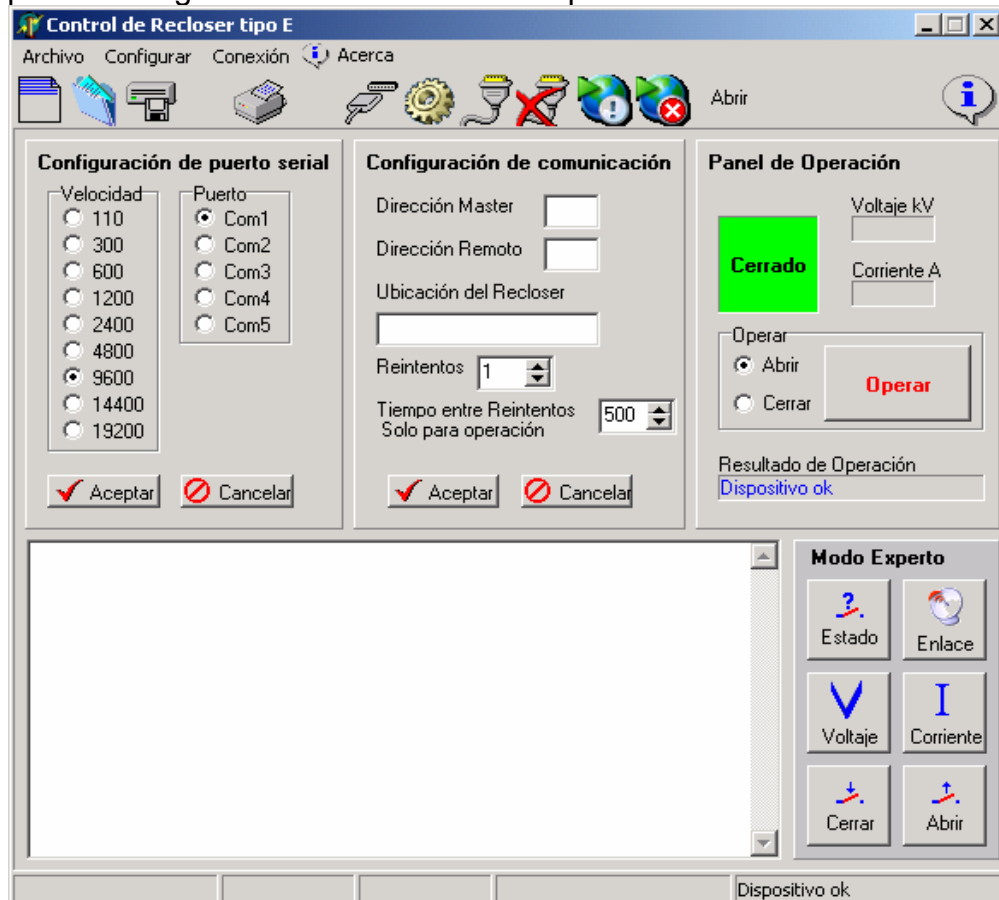 Control de Recloser tipo E
Archivo Configurar Conexión i Acerca
Abrir
i
Configuración de puerto serial
Velocidad
110
300
600
1200
2400
4800
9600
14400
19200
Puerto
Com1
Com2
Com3
Com4
Com5
Aceptar Cancelar
Configuración de comunicación
Dirección Master
Dirección Remoto
Ubicación del Recloser
Reintentos 1
Tiempo entre Reintentos 500
Solo para operación
Aceptar Cancelar
Panel de Operación
Cerrado
Voltaje kV
Corriente A
Operar
Abrir
Cerrar
Operar
Resultado de Operación
Dispositivo ok
Modo Experto
?
Estado Enlace
V I
Voltaje Corriente
Cerrar Abrir
Dispositivo ok